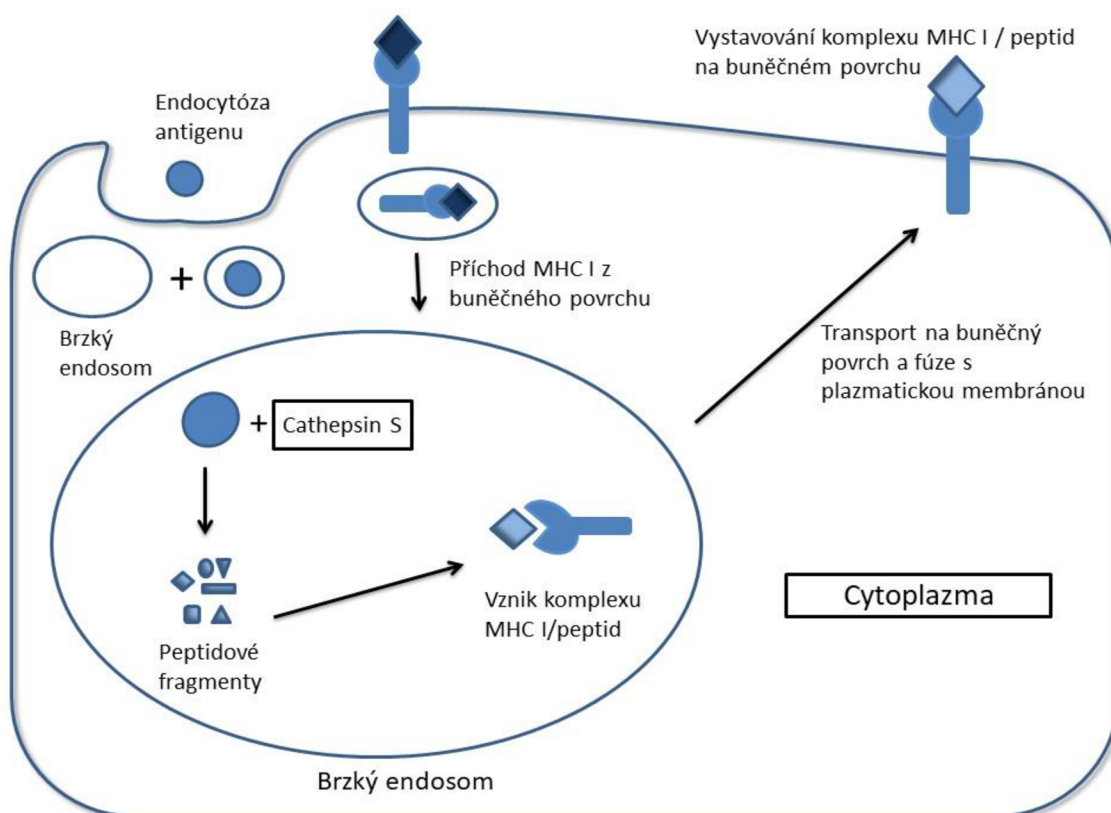 Vystavování komplexu MHC I / peptid
na buněčném povrchu
Endocytóza
antigenu
+
Příchod MHC I z
buněčného povrchu
Brzký
endosom
Transport na buněčný
povrch a fúze s
plazmatickou membránou
+ Cathepsin S
Vznik komplexu
MHC I/peptid
Cytoplazma
Peptidové
fragmenty
Brzký endosom